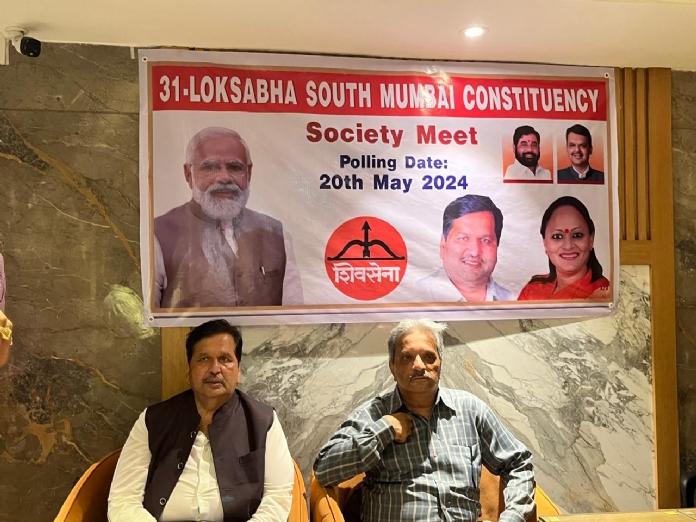 31-LOKSABHA SOUTH MUMBAI CONSTITUENCY
Society Meet
Polling Date:
20th May 2024
शिवसेना